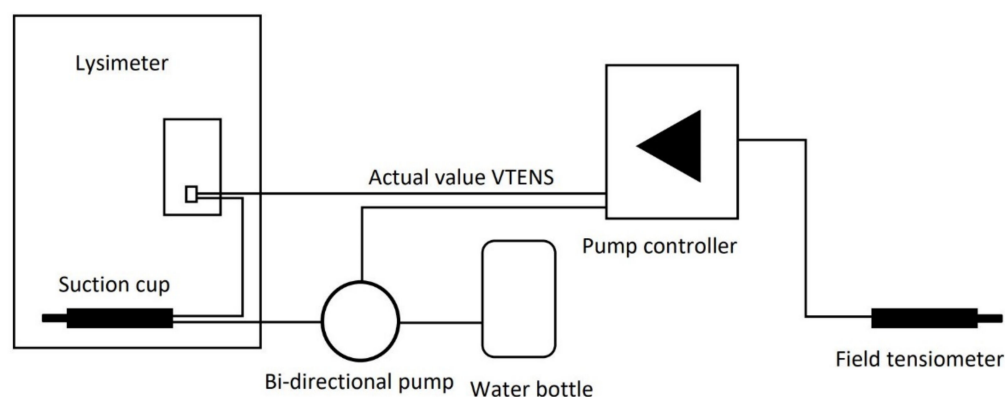 Lysimeter
Actual value VTENS
Pump controller
Suction cup
Bi-directional pump
Water bottle
Field tensiometer